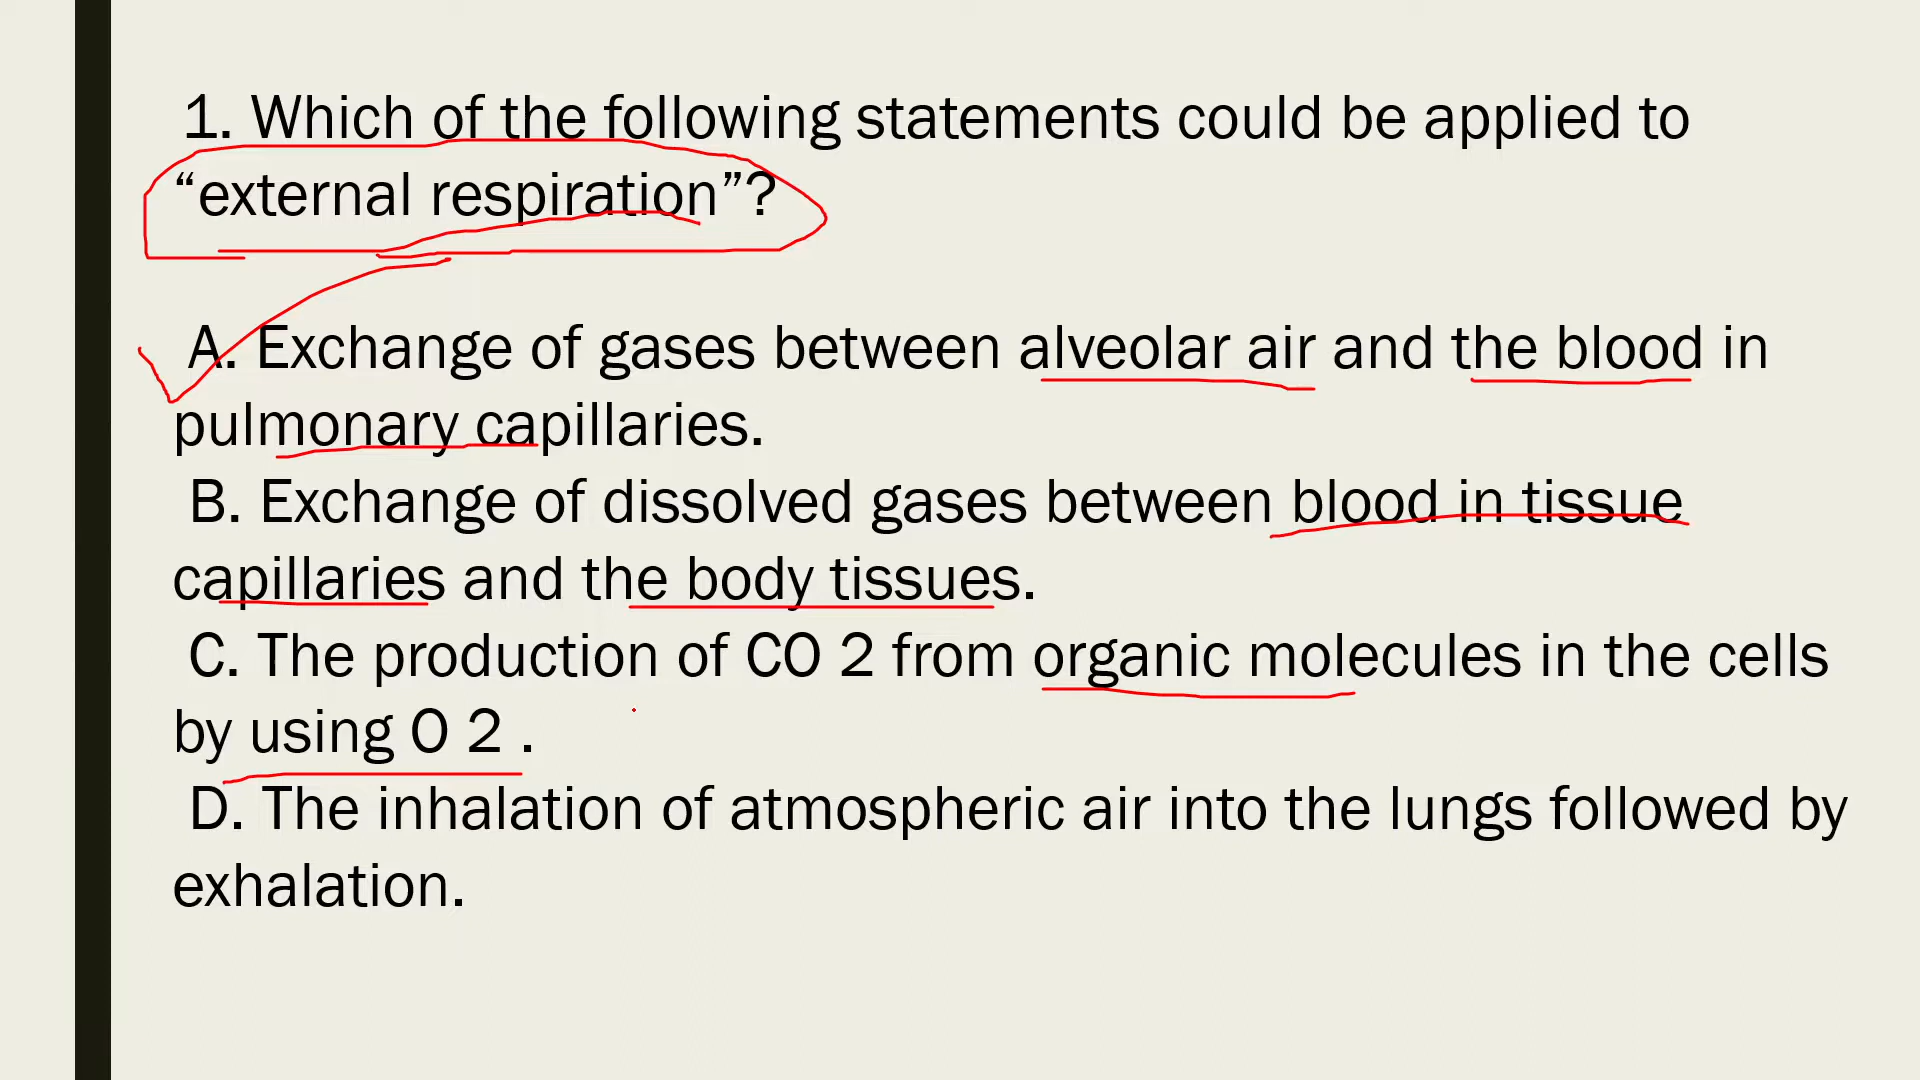 1. Which of the following statements could be applied to
“external respiration”?
A. Exchange of gases between alveolar air and the blood in
pulmonary capillaries.
B. Exchange of dissolved gases between blood in tissue
capillaries and the body tissues.
C. The production of CO 2 from organic molecules in the cells
by using O 2 .
D. The inhalation of atmospheric air into the lungs followed by
exhalation.